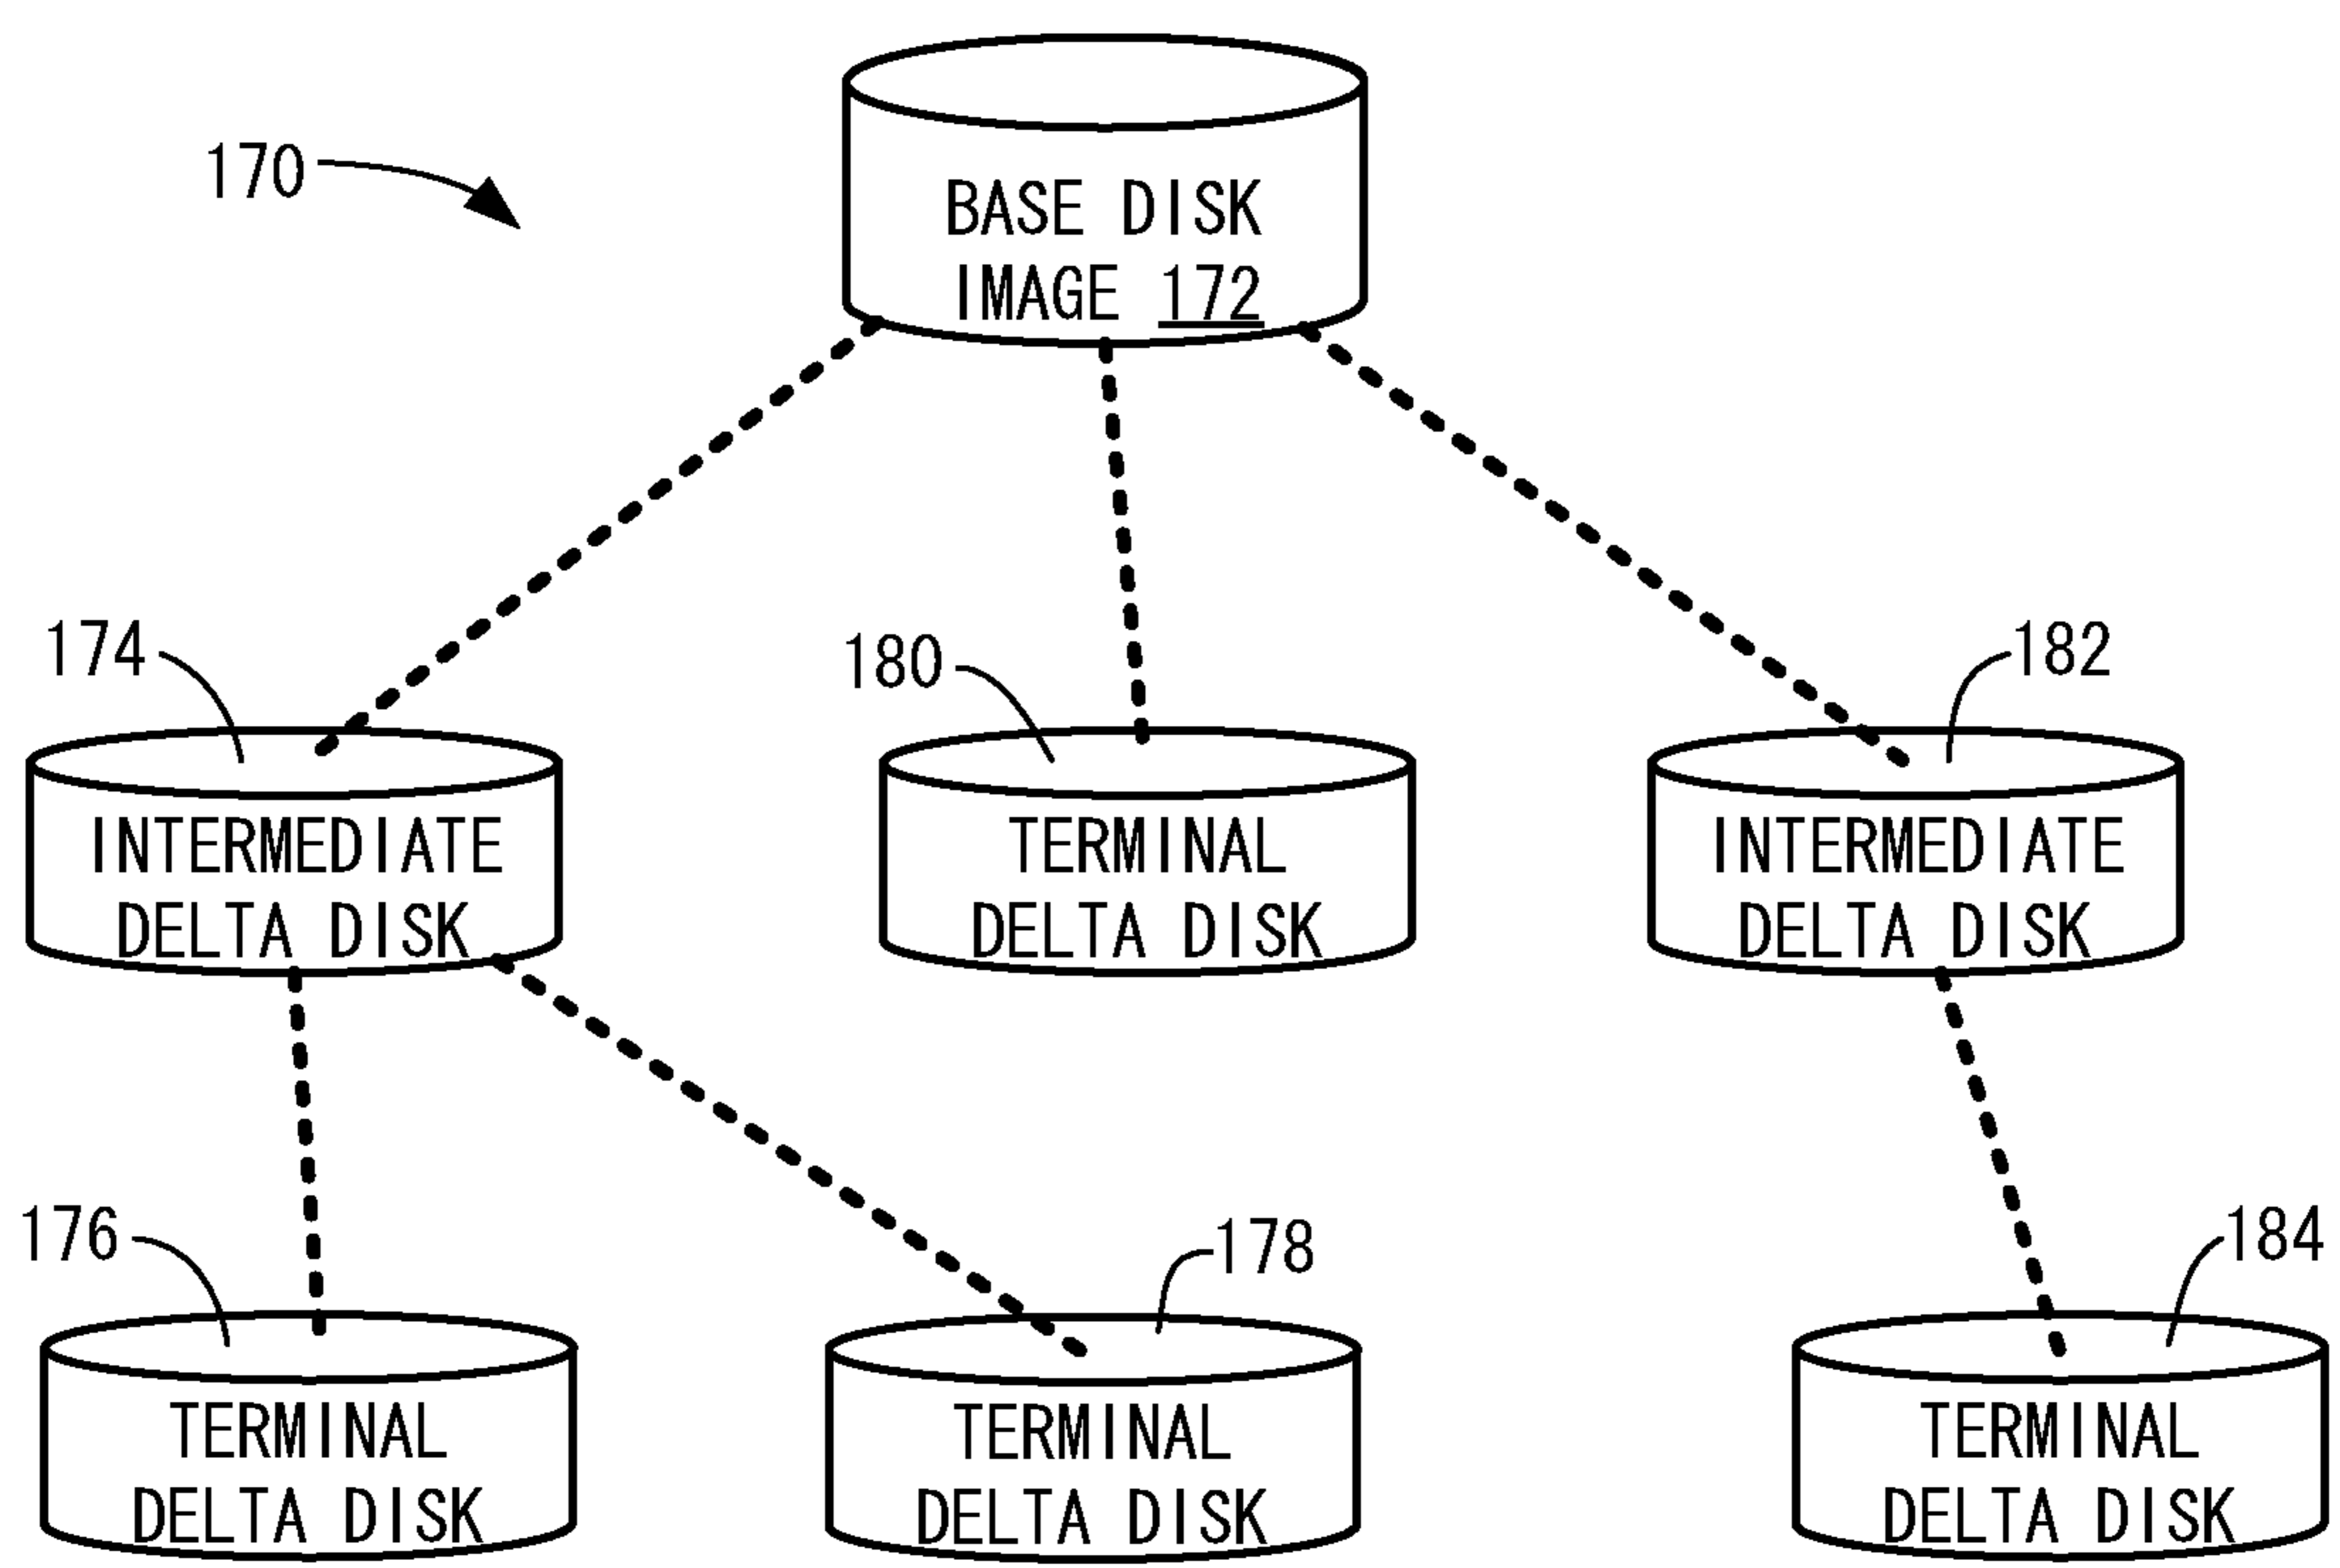 170
BASE DISK
IMAGE 172
174
180
182
INTERMEDIATE
DELTA DISK
TERMINAL
DELTA DISK
INTERMEDIATE
DELTA DISK
176
178
184
TERMINAL
DELTA DISK
TERMINAL
DELTA DISK
TERMINAL
DELTA DISK